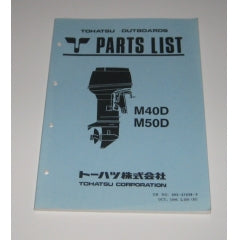 TOHATSU OUTBOARDS
PARTS LIST
M40D
M50D
トーハツ株式会社
TOHATSU CORPORATION